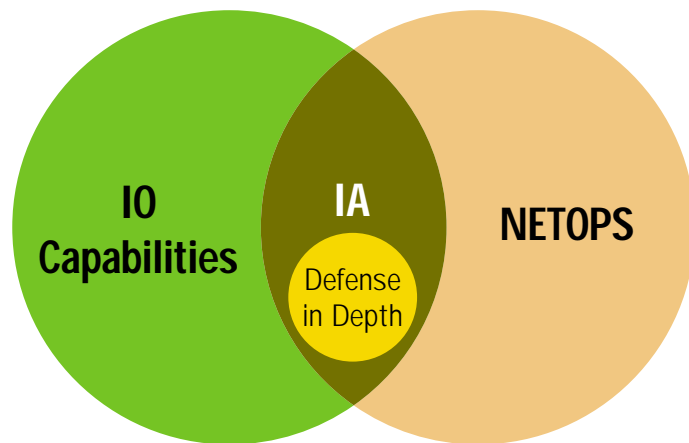 IO
Capabilities
IA
Defense
in Depth
NETOPS